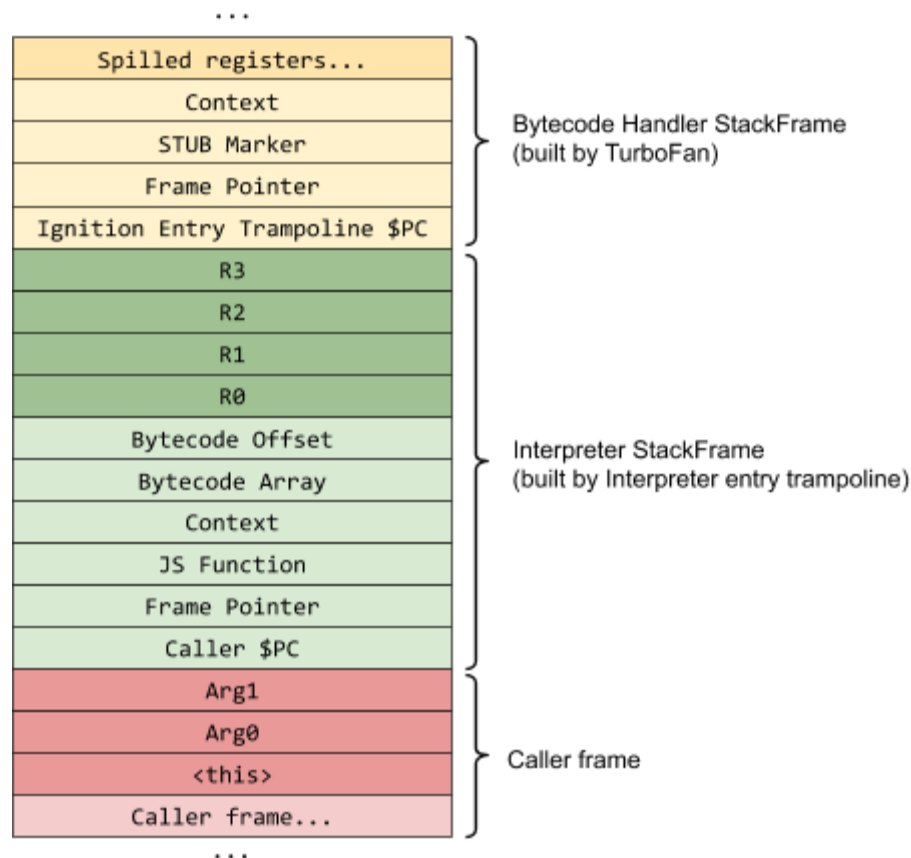 ...
Spilled registers...
Context
STUB Marker
Frame Pointer
Ignition Entry Trampoline $PC
Bytecode Handler StackFrame
(built by TurboFan)
R3
R2
R1
R0
Bytecode Offset
Bytecode Array
Context
JS Function
Frame Pointer
Caller $PC
Interpreter StackFrame
(built by Interpreter entry trampoline)
Arg1
Arg0
<this>
Caller frame...
Caller frame
...